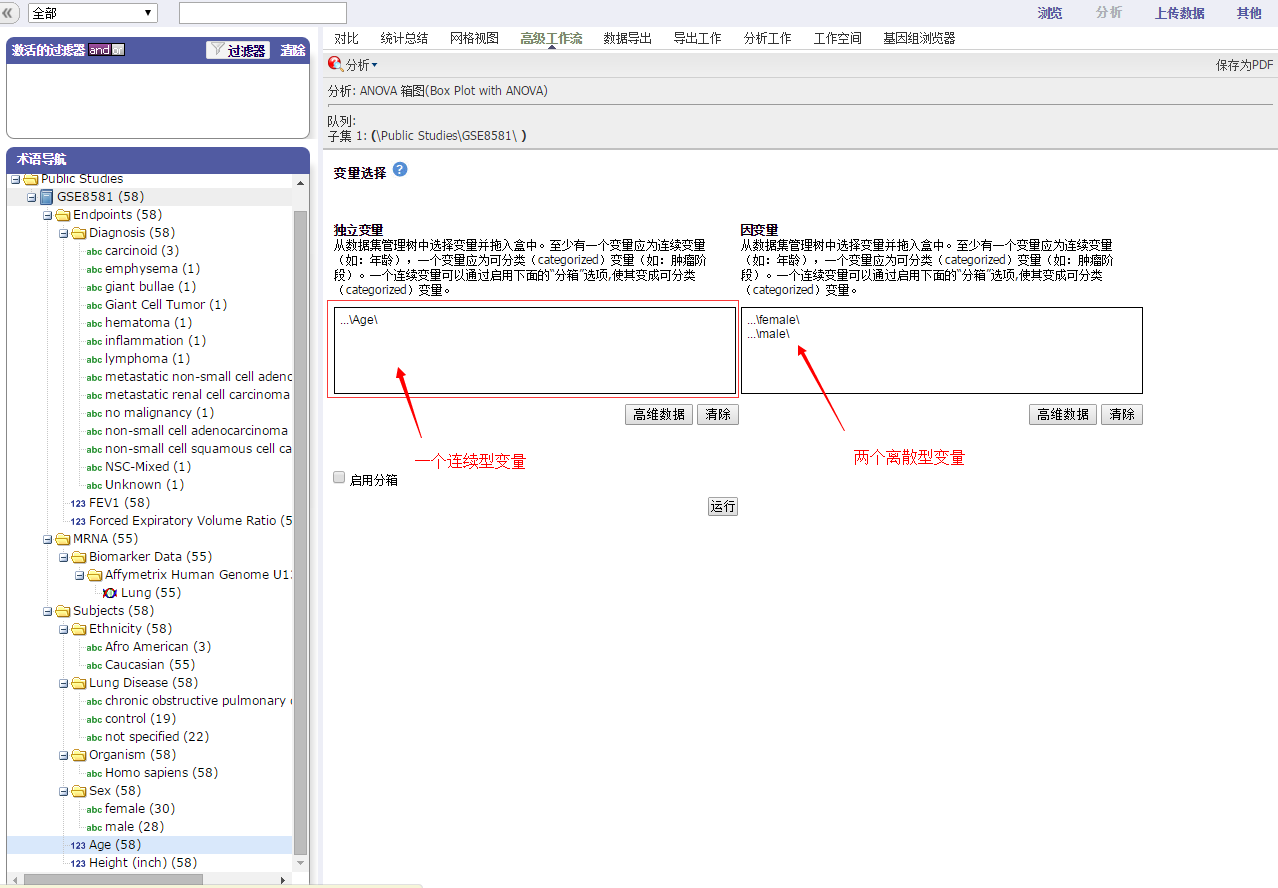 全部
浏览 分析 上传数据 其他
激活的过滤器 and or 过滤器 清除
对比 统计总结 网格视图 高级工作流 数据导出 导出工作 分析工作 工作空间 基因组浏览器
分析 保存为PDF
分析: ANOVA 箱图(Box Plot with ANOVA)
队列:
子集 1: (\Public Studies\GSE8581\ )
术语导航
Public Studies
GSE8581 (58)
Endpoints (58)
Diagnosis (58)
abc carcinoid (3)
abc emphysema (1)
abc giant bullae (1)
abc Giant Cell Tumor (1)
abc hematoma (1)
abc inflammation (1)
abc lymphoma (1)
abc metastatic non-small cell adeno
abc metastatic renal cell carcinoma
abc no malignancy (1)
abc non-small cell adenocarcinoma
abc non-small cell squamous cell ca
abc NSC-Mixed (1)
abc Unknown (1)
123 FEV1 (58)
123 Forced Expiratory Volume Ratio (5
MRNA (55)
Biomarker Data (55)
Affymetrix Human Genome U13
Lung (55)
Subjects (58)
Ethnicity (58)
abc Afro American (3)
abc Caucasian (55)
Lung Disease (58)
abc chronic obstructive pulmonary
abc control (19)
abc not specified (22)
Organism (58)
abc Homo sapiens (58)
Sex (58)
abc female (30)
abc male (28)
123 Age (58)
123 Height (inch) (58)
变量选择 ?
独立变量
从数据集管理树中选择变量并拖入盒中。至少有一个变量应为连续变量
（如：年龄），一个变量应为可分类（categorized）变量（如：肿瘤阶
段）。一个连续变量可以通过启用下面的“分箱”选项,使其变成可分类
（categorized）变量。
...\Age\
高维数据 清除
一个连续型变量
因变量
从数据集管理树中选择变量并拖入盒中。至少有一个变量应为连续变量
（如：年龄），一个变量应为可分类（categorized）变量（如：肿瘤阶
段）。一个连续变量可以通过启用下面的“分箱”选项,使其变成可分类
（categorized）变量。
...\female\
...\male\
高维数据 清除
两个离散型变量
启用分箱
运行